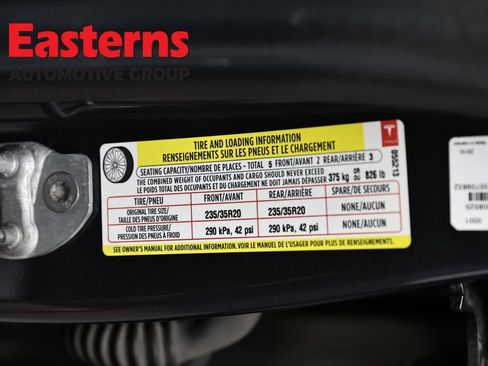 Easterns
AUTOMOTIVE GROUP
TIRE AND LOADING INFORMATION
RENSEIGNEMENTS SUR LES PNEUS ET LE CHARGEMENT
SEATING CAPACITY/NOMBRE DE PLACES - TOTAL 5 FRONT/AVANT 2 REAR/ARRIÈRE 3
THE COMBINED WEIGHT OF OCCUPANTS AND CARGO SHOULD NEVER EXCEED
LE POIDS TOTAL DES OCCUPANTS ET DU CHARGEMENT NE DOIT JAMAIS DÉPASSER
375 kg OR OU 826 lb
TIRE/PNEU FRONT/AVANT REAR/ARRIÈRE SPARE/DE SECOURS
ORIGINAL TIRE SIZE/ TAILLE DES PNEUS D'ORIGINE 235/35R20 235/35R20 NONE/AUCUN
COLD TIRE PRESSURE/ PRESSION DES PNEUS À FROID 290 kPa, 42 psi 290 kPa, 42 psi NONE/AUCUN
SEE OWNER'S MANUAL FOR ADDITIONAL INFORMATION. VOIR LE MANUEL DE L'USAGER POUR PLUS DE RENSEIGNEMENTS.
TESLA
055213
0001